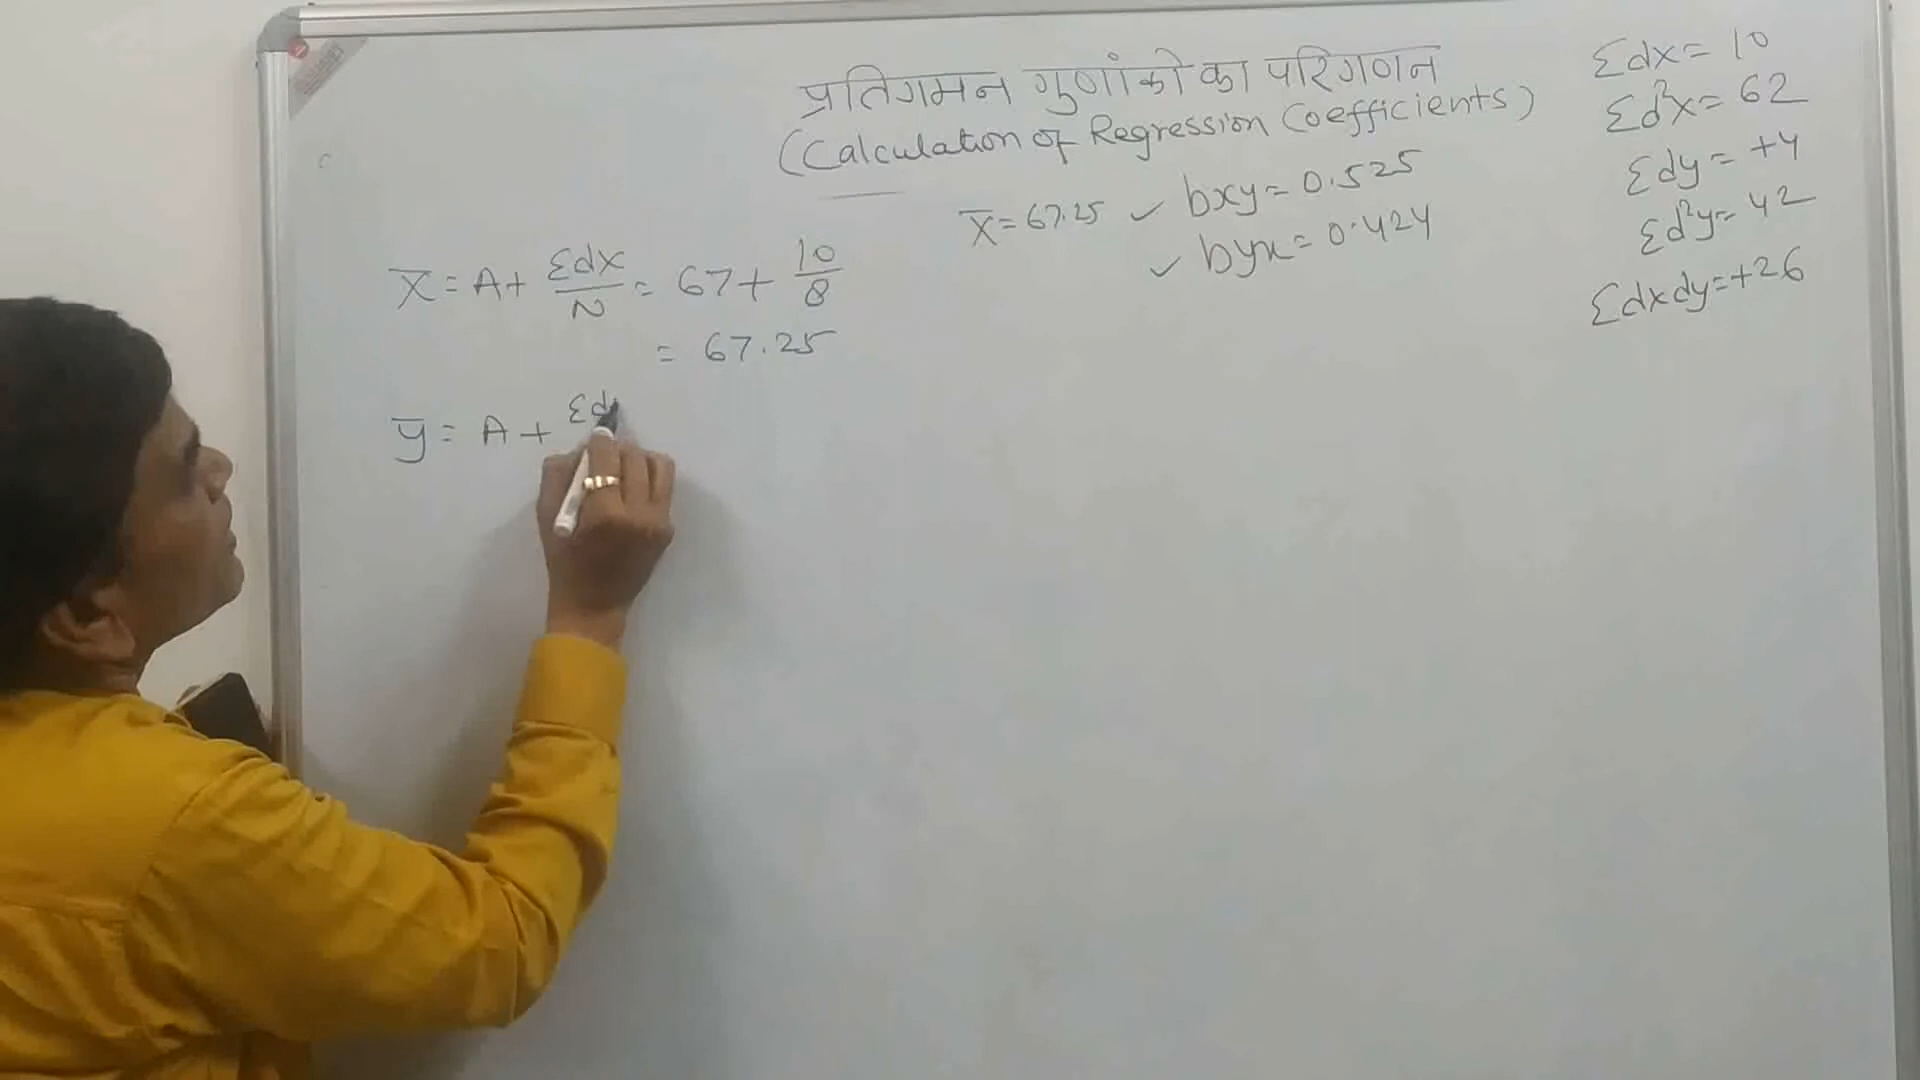 प्रतिगमन गुणांको का परिगणन
(Calculation of Regression Coefficients)
Σdx = 10
Σd²x = 62
Σdy = +4
Σd²y = 42
Σdxdy = +26
X̄ = 67.25 ✓ bxy = 0.525
✓ byx = 0.424
X̄ = A + Σdx/N = 67 + 10/8
= 67.25
ȳ = A + Σd